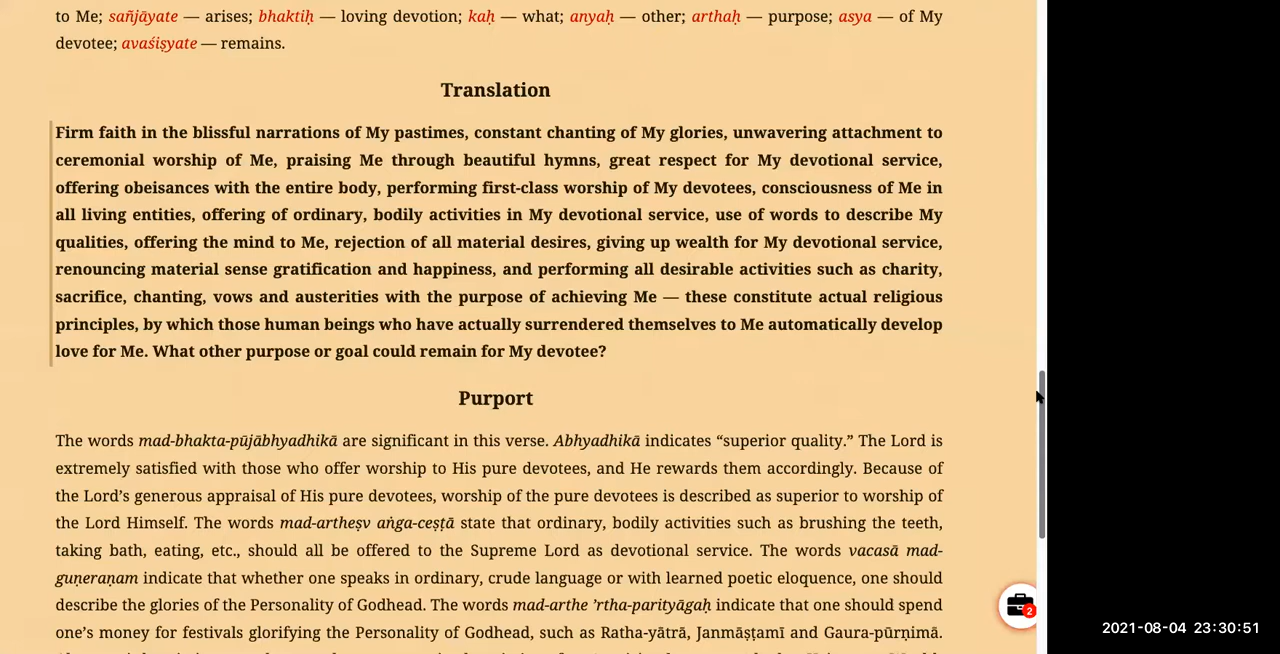 to Me; sañjāyate — arises; bhaktiḥ — loving devotion; kaḥ — what; anyaḥ — other; arthaḥ — purpose; asya — of My
devotee; avaśiṣyate — remains.
Translation
Firm faith in the blissful narrations of My pastimes, constant chanting of My glories, unwavering attachment to
ceremonial worship of Me, praising Me through beautiful hymns, great respect for My devotional service,
offering obeisances with the entire body, performing first-class worship of My devotees, consciousness of Me in
all living entities, offering of ordinary, bodily activities in My devotional service, use of words to describe My
qualities, offering the mind to Me, rejection of all material desires, giving up wealth for My devotional service,
renouncing material sense gratification and happiness, and performing all desirable activities such as charity,
sacrifice, chanting, vows and austerities with the purpose of achieving Me — these constitute actual religious
principles, by which those human beings who have actually surrendered themselves to Me automatically develop
love for Me. What other purpose or goal could remain for My devotee?
Purport
The words mad-bhakta-pūjābhyadhikā are significant in this verse. Abhyadhikā indicates “superior quality.” The Lord is
extremely satisfied with those who offer worship to His pure devotees, and He rewards them accordingly. Because of
the Lord’s generous appraisal of His pure devotees, worship of the pure devotees is described as superior to worship of
the Lord Himself. The words mad-artheṣv aṅga-ceṣṭā state that ordinary, bodily activities such as brushing the teeth,
taking bath, eating, etc., should all be offered to the Supreme Lord as devotional service. The words vacasā mad-
guṇeraṇam indicate that whether one speaks in ordinary, crude language or with learned poetic eloquence, one should
describe the glories of the Personality of Godhead. The words mad-arthe ’rtha-parityāgaḥ indicate that one should spend
one’s money for festivals glorifying the Personality of Godhead, such as Ratha-yātrā, Janmāṣṭamī and Gaura-pūrṇimā.
2
2021-08-04 23:30:51